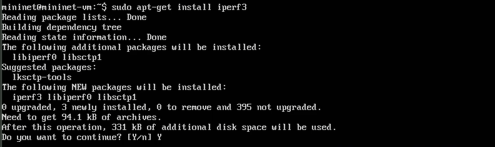 mininet@mininet-vm:~$ sudo apt-get install iperf3
Reading package lists... Done
Building dependency tree
Reading state information... Done
The following additional packages will be installed:
  libiperf0 libsctp1
Suggested packages:
  lksctp-tools
The following NEW packages will be installed:
  iperf3 libiperf0 libsctp1
0 upgraded, 3 newly installed, 0 to remove and 395 not upgraded.
Need to get 94.1 kB of archives.
After this operation, 331 kB of additional disk space will be used.
Do you want to continue? [Y/n] Y